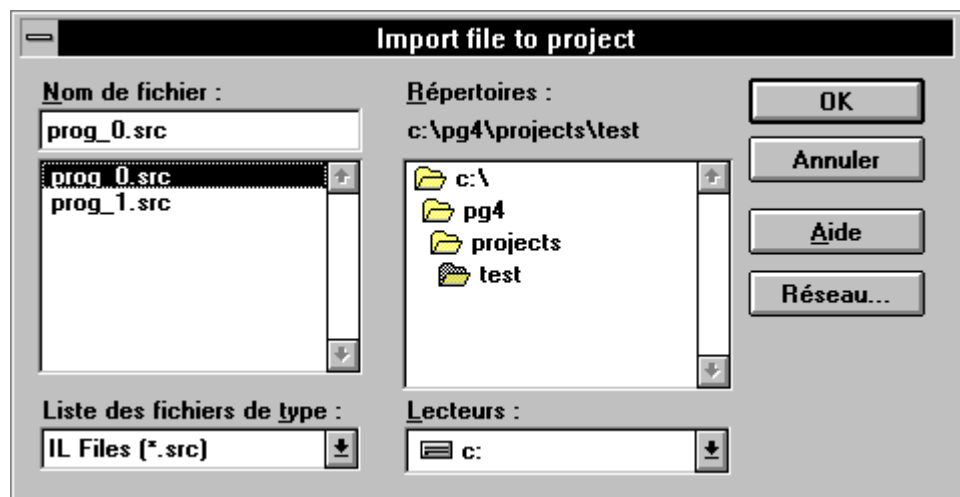 Import file to project
Nom de fichier :
prog_0.src
prog_0.src
prog_1.src
Liste des fichiers de type :
IL Files (*.src)
Répertoires :
c:\pg4\projects\test
c:\
pg4
projects
test
Lecteurs :
c:
OK
Annuler
Aide
Réseau...